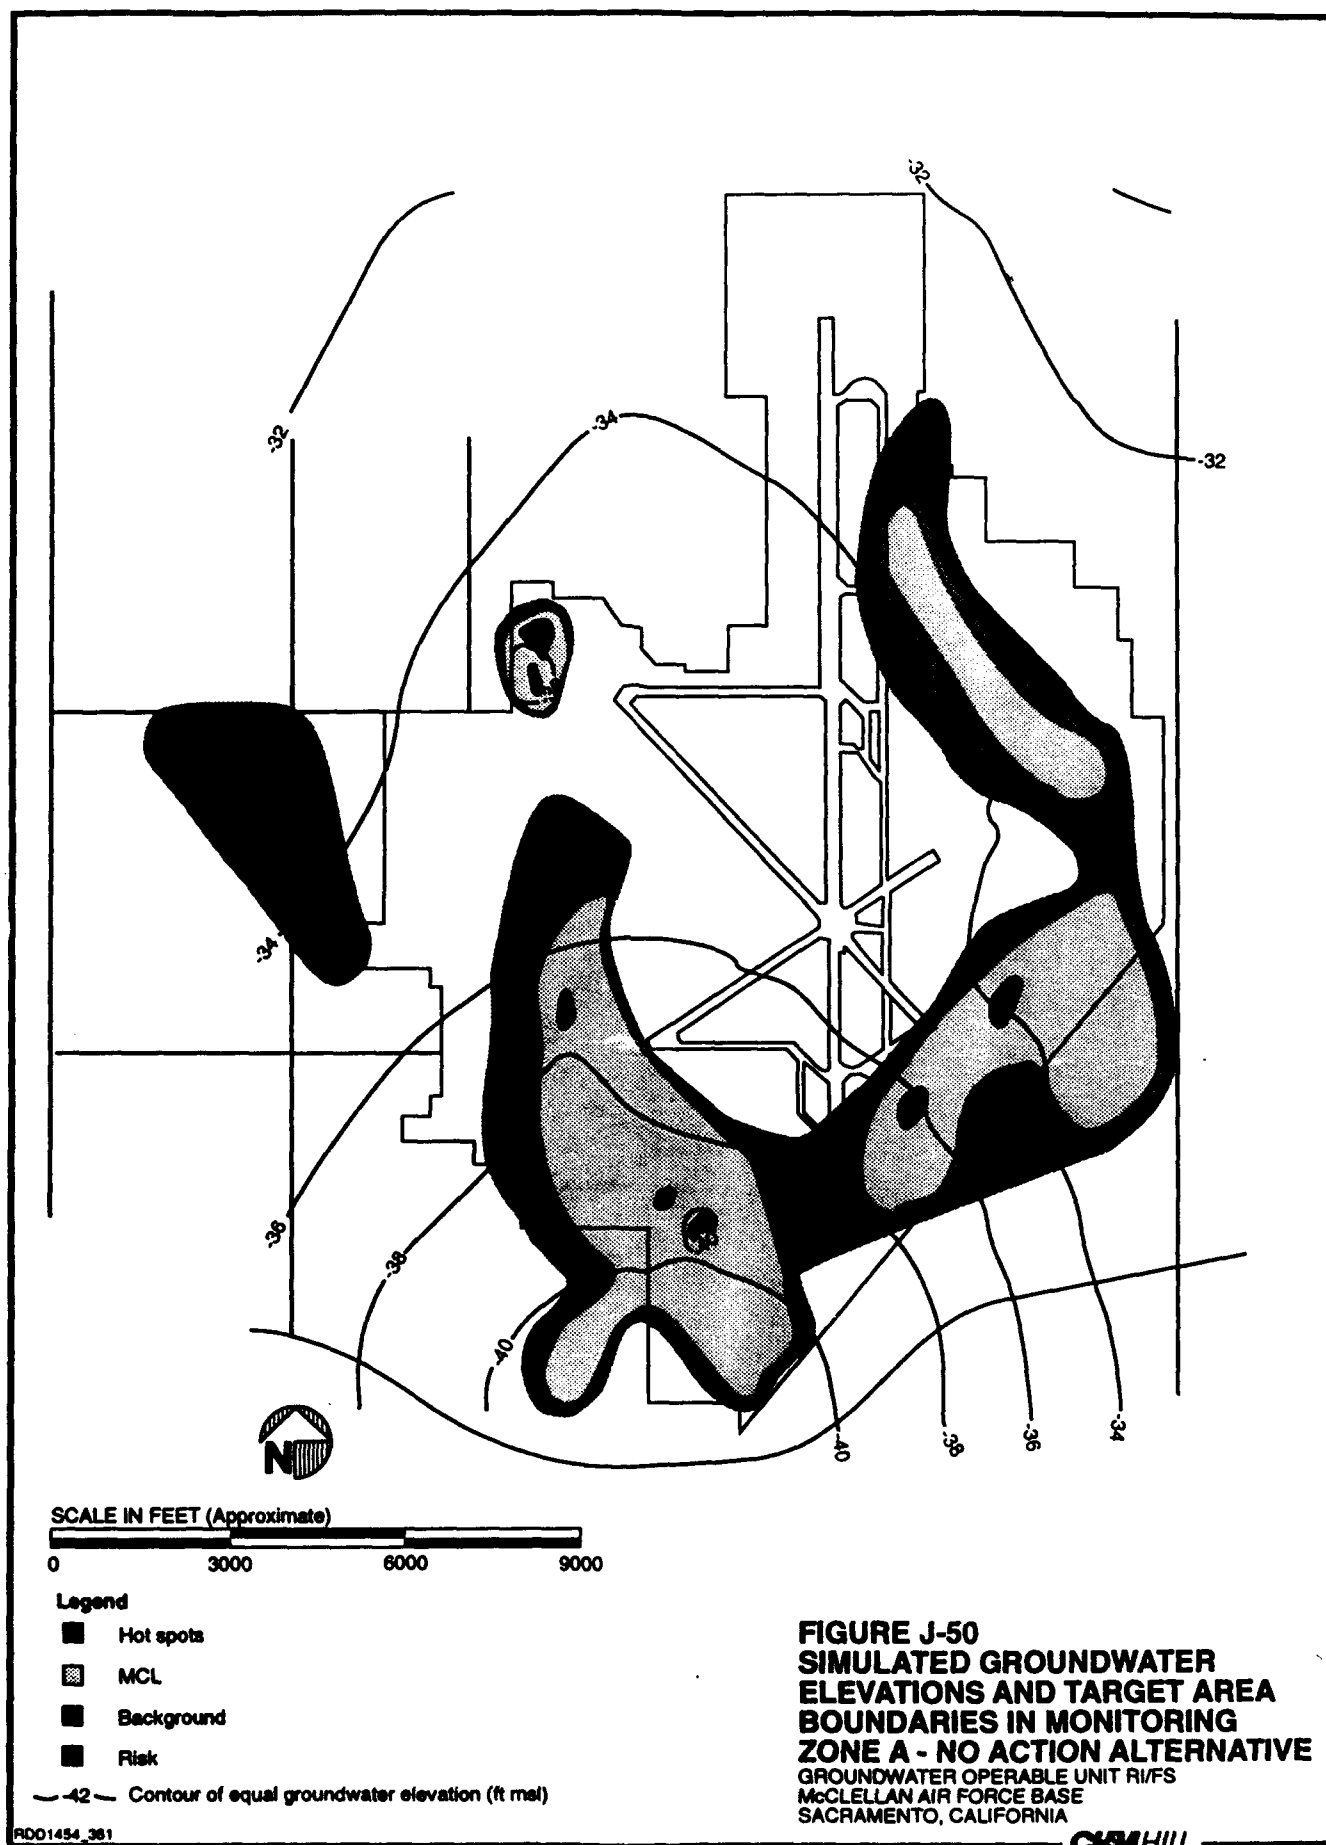 -32
-32
-34
-32
-34
-36
-38
-40
-40
-38
-36
-34
N
SCALE IN FEET (Approximate)
0 3000 6000 9000
Legend
Hot spots
MCL
Background
Risk
-42 Contour of equal groundwater elevation (ft msl)
RDD1454_361
FIGURE J-50
SIMULATED GROUNDWATER
ELEVATIONS AND TARGET AREA
BOUNDARIES IN MONITORING
ZONE A - NO ACTION ALTERNATIVE
GROUNDWATER OPERABLE UNIT RI/FS
McCLELLAN AIR FORCE BASE
SACRAMENTO, CALIFORNIA
CH2M HILL